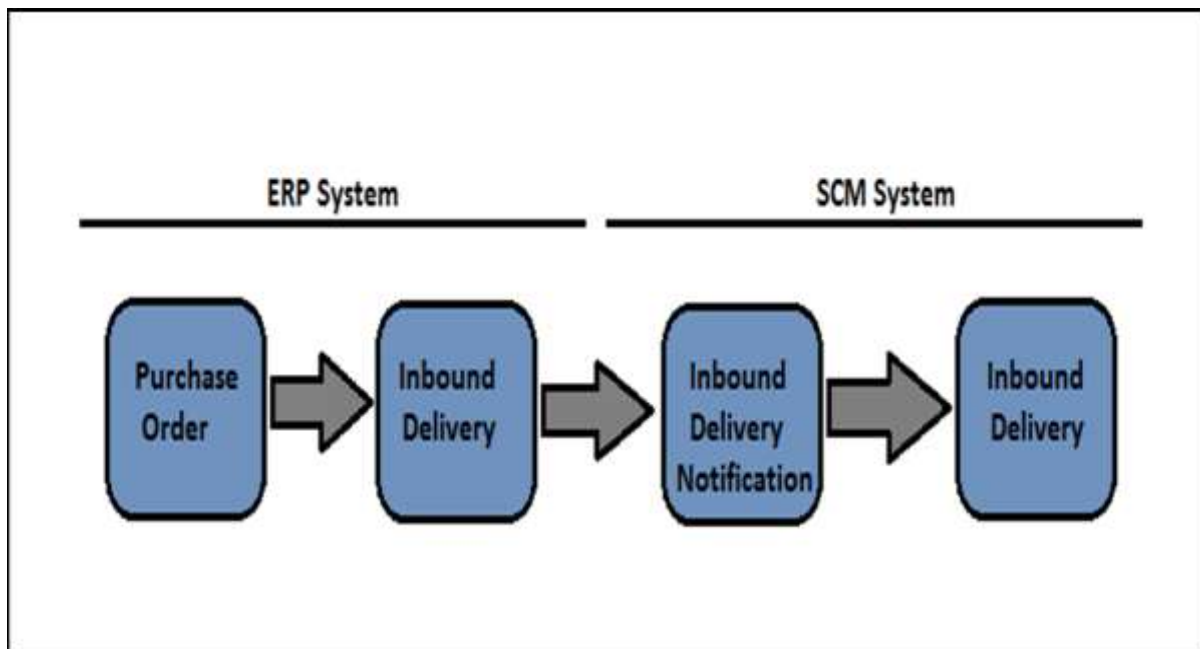 ERP System
SCM System
Purchase
Order
Inbound
Delivery
Inbound
Delivery
Notification
Inbound
Delivery